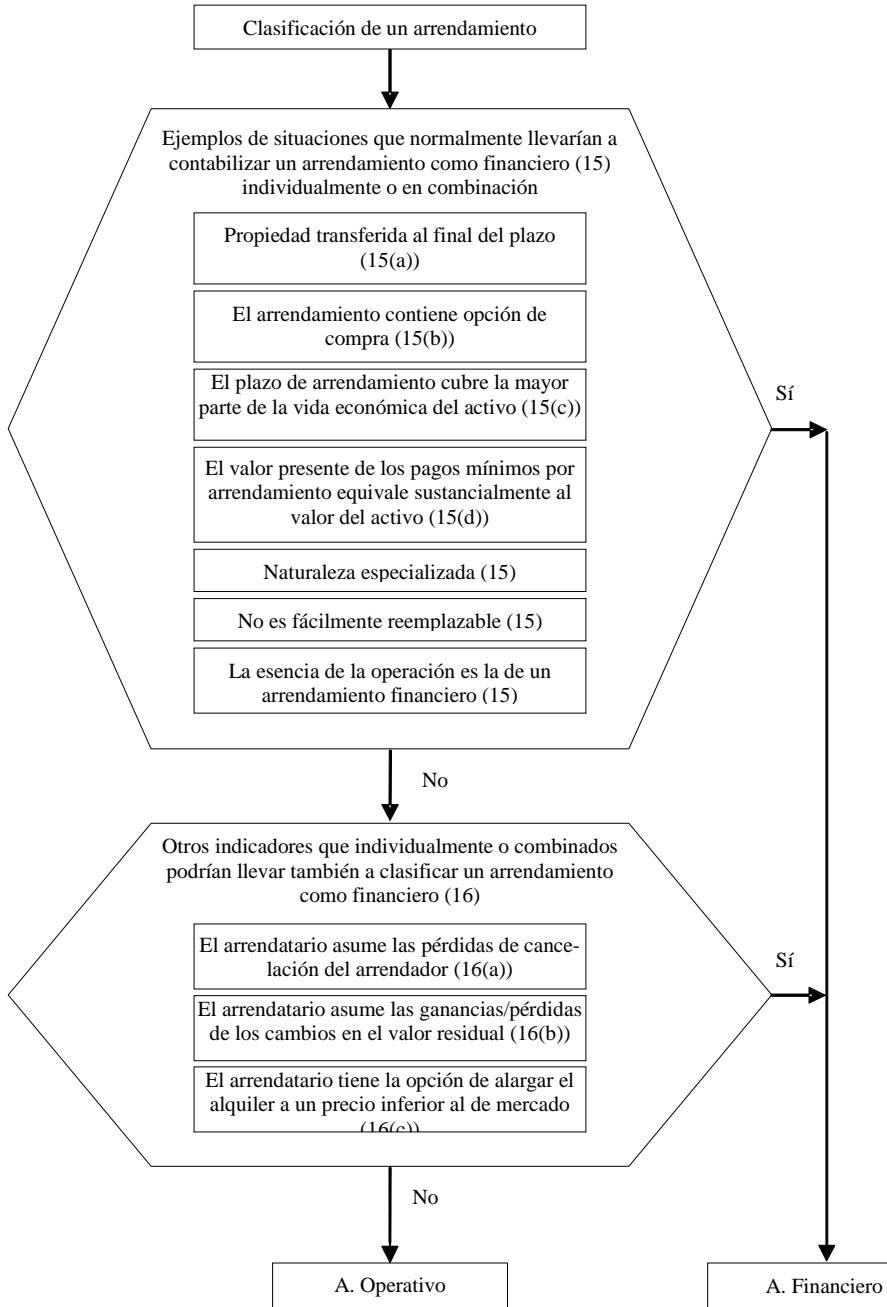 Clasificación de un arrendamiento
Ejemplos de situaciones que normalmente llevarían a
contabilizar un arrendamiento como financiero (15)
individualmente o en combinación
Propiedad transferida al final del plazo
(15(a))
El arrendamiento contiene opción de
compra (15(b))
El plazo de arrendamiento cubre la mayor
parte de la vida económica del activo (15(c))
Sí
El valor presente de los pagos mínimos por
arrendamiento equivale sustancialmente al
valor del activo (15(d))
Naturaleza especializada (15)
No es fácilmente reemplazable (15)
La esencia de la operación es la de un
arrendamiento financiero (15)
No
Otros indicadores que individualmente o combinados
podrían llevar también a clasificar un arrendamiento
como financiero (16)
El arrendatario asume las pérdidas de cance-
lación del arrendador (16(a))
Sí
El arrendatario asume las ganancias/pérdidas
de los cambios en el valor residual (16(b))
El arrendatario tiene la opción de alargar el
alquiler a un precio inferior al de mercado
(16(c))
No
A. Operativo
A. Financiero